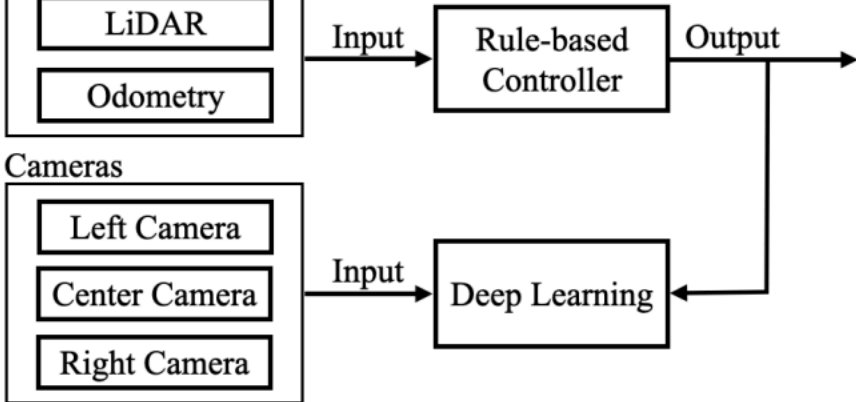 LiDAR
Odometry
Input
Rule-based
Controller
Output
Cameras
Left Camera
Center Camera
Right Camera
Input
Deep Learning